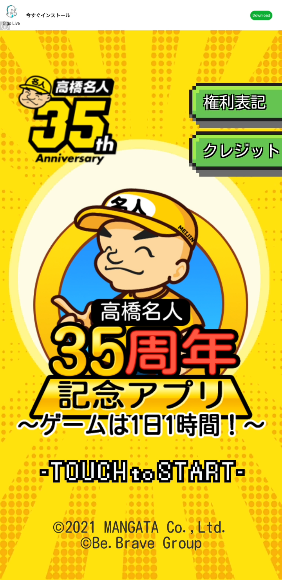 今すぐインストール
Download
高橋名人
35th
Anniversary
権利表記
クレジット
名人
MEIJIN
高橋名人
35周年
記念アプリ
～ゲームは1日1時間！～
-TOUCH to START-
©2021 MANGATA Co.,Ltd.
©Be.Brave Group